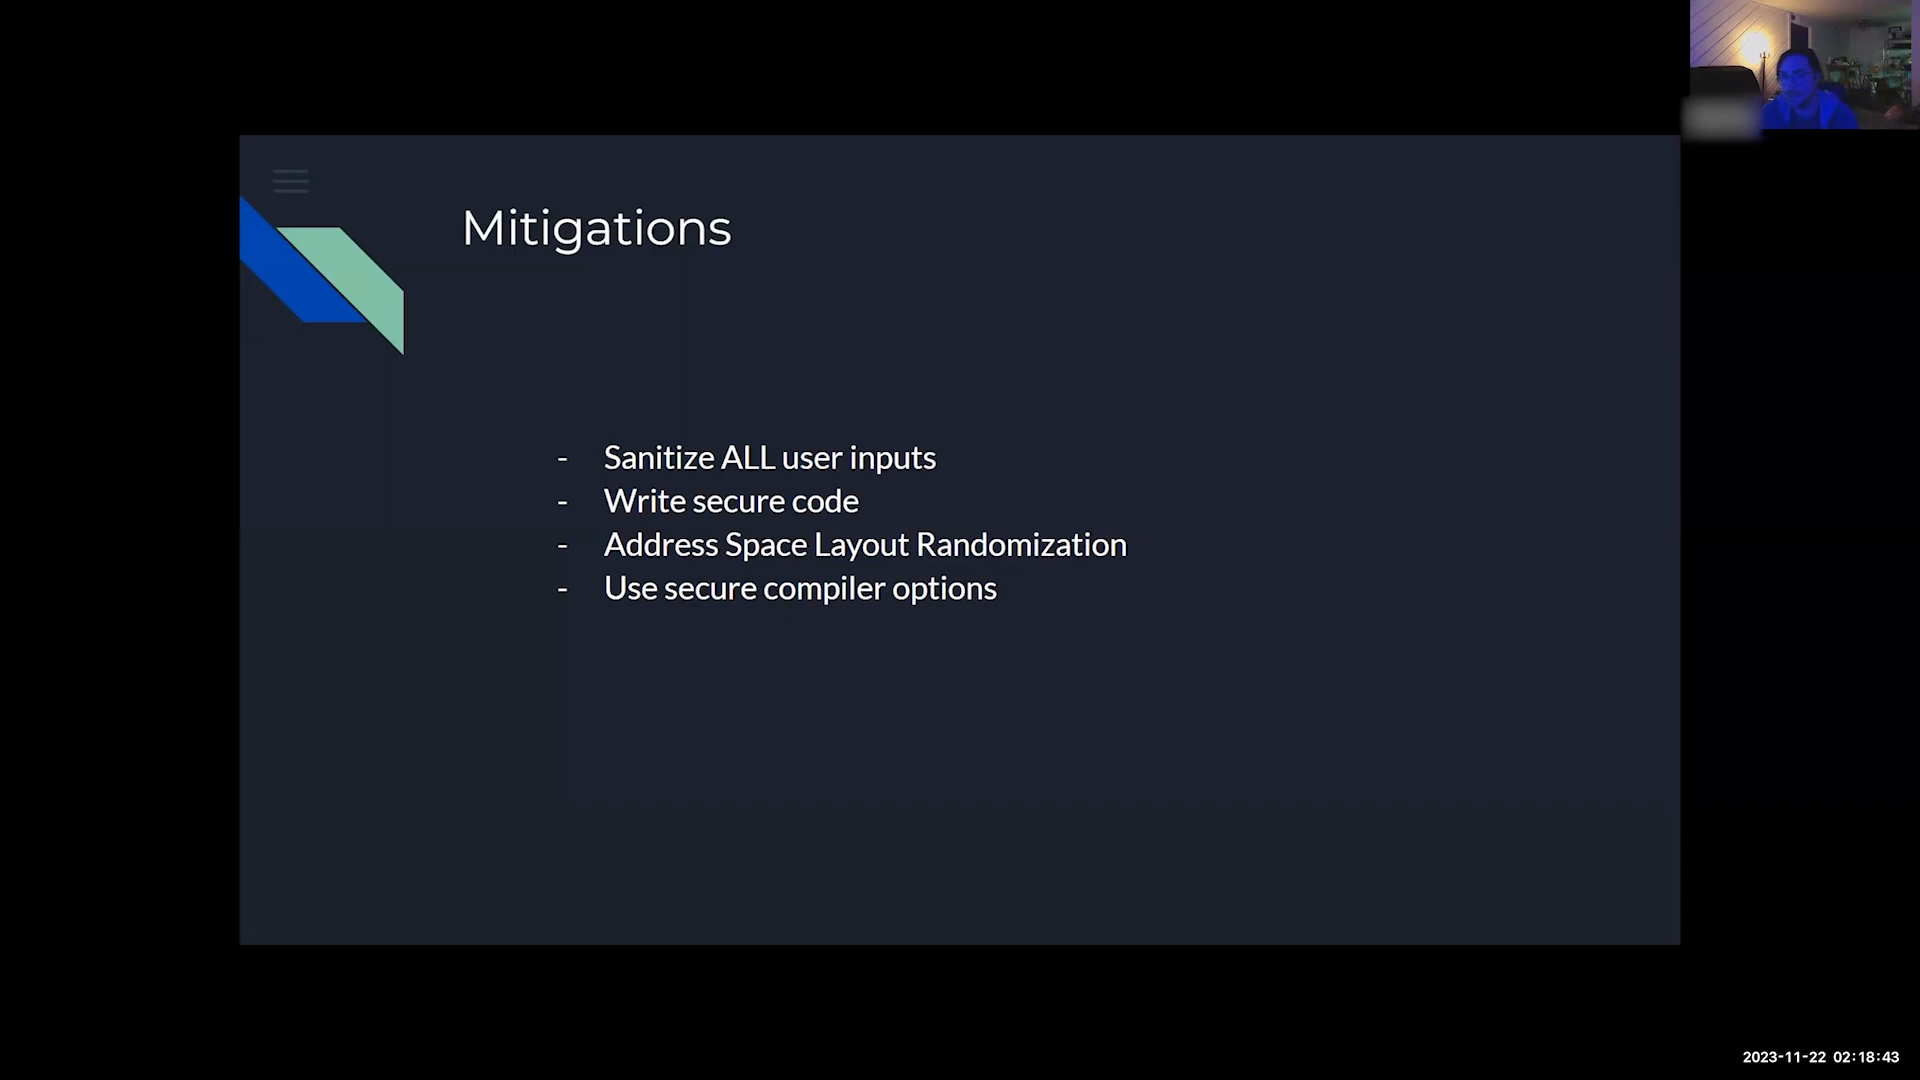 Mitigations
- Sanitize ALL user inputs
- Write secure code
- Address Space Layout Randomization
- Use secure compiler options
2023-11-22 02:18:43